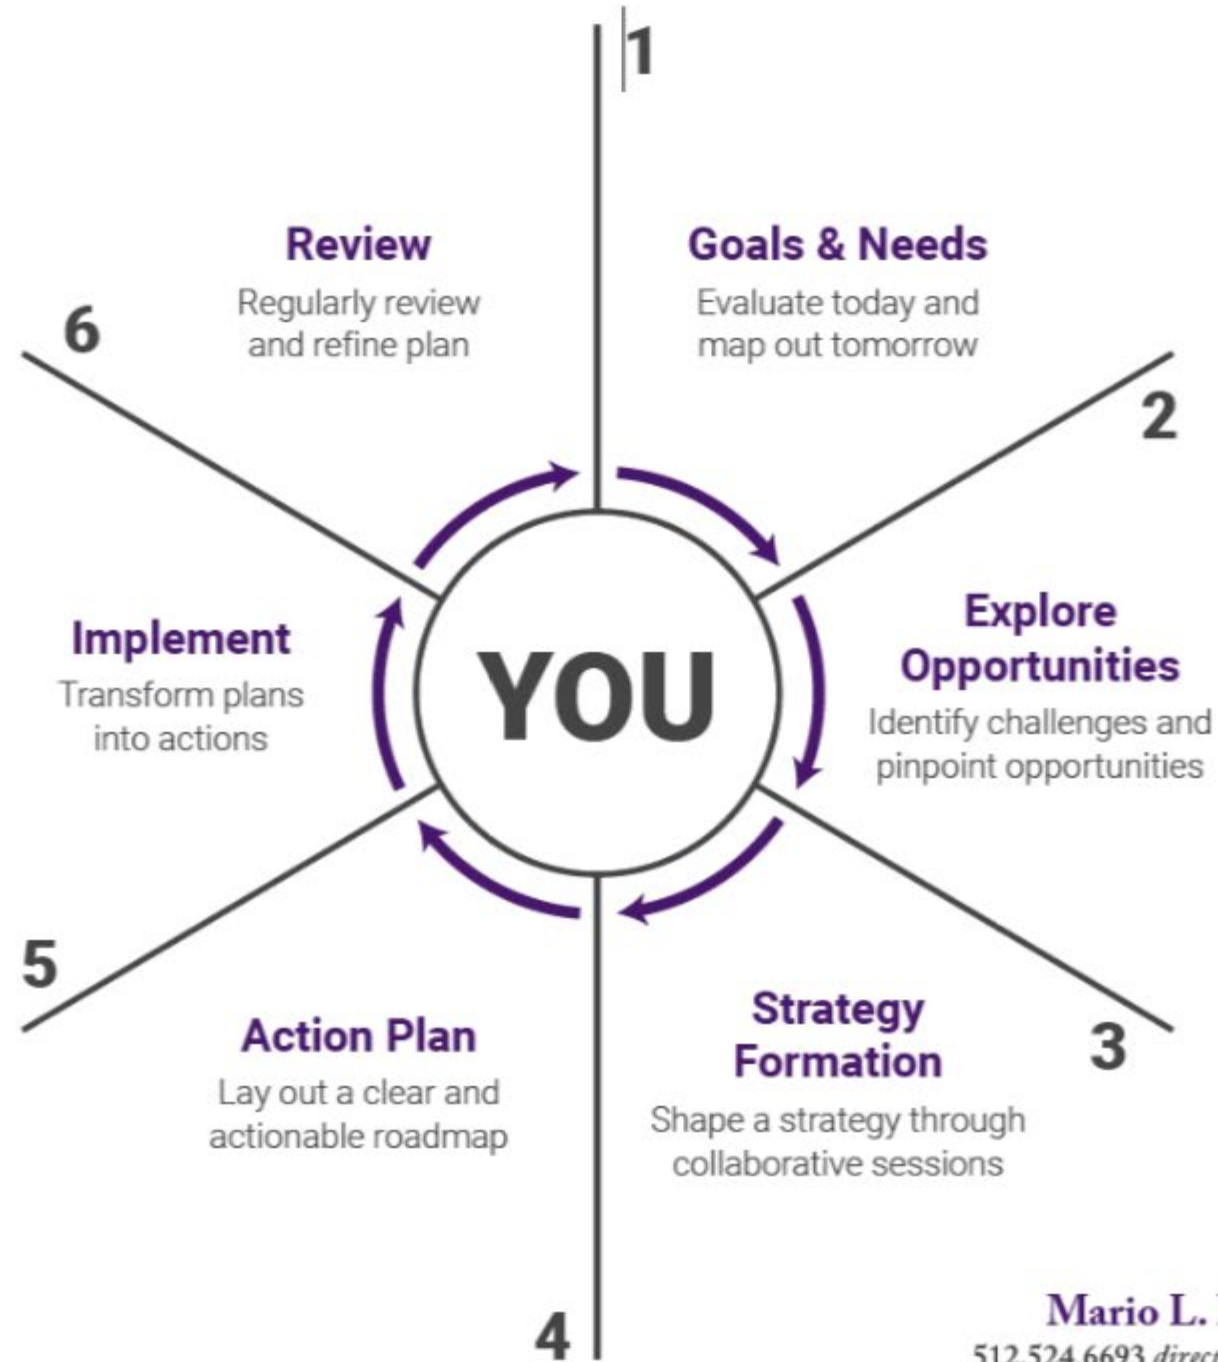 1
Goals & Needs
Evaluate today and
map out tomorrow
2
Explore
Opportunities
Identify challenges and
pinpoint opportunities
3
Strategy
Formation
Shape a strategy through
collaborative sessions
4
Action Plan
Lay out a clear and
actionable roadmap
5
Implement
Transform plans
into actions
6
Review
Regularly review
and refine plan
YOU
Mario L.
512.524.6693 direct